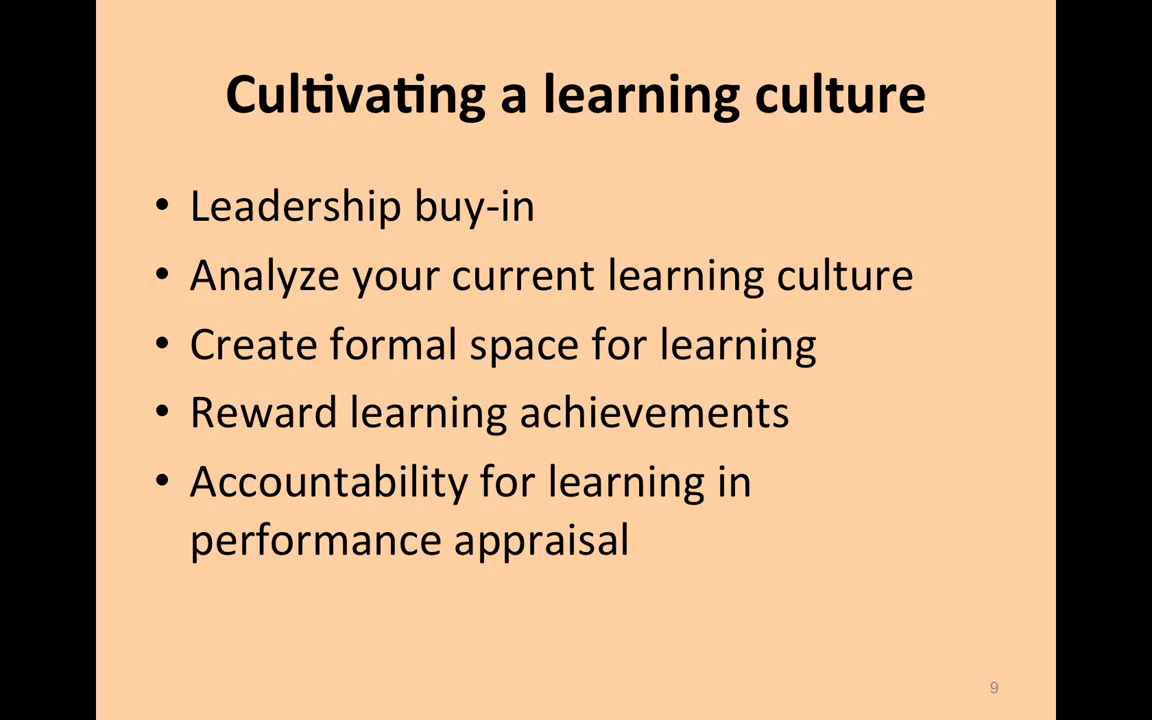 Cultivating a learning culture
• Leadership buy-in
• Analyze your current learning culture
• Create formal space for learning
• Reward learning achievements
• Accountability for learning in
performance appraisal
9